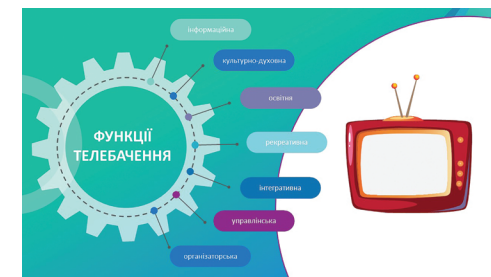 інформаційна
культурно-духовна
освітня
ФУНКЦІЇ
ТЕЛЕБАЧЕННЯ
рекреативна
інтегративна
управлінська
організаторська